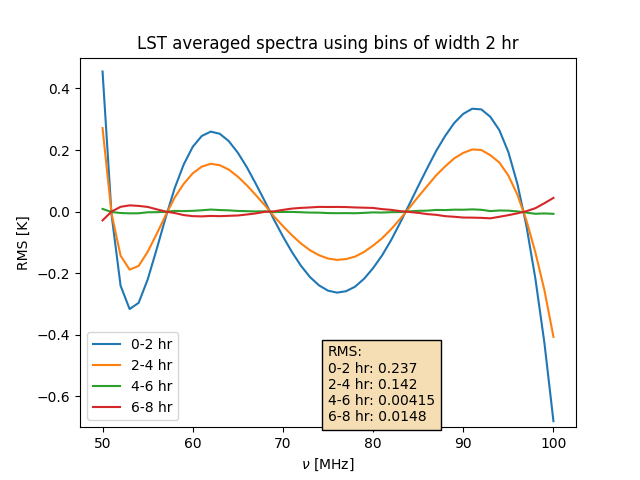 LST averaged spectra using bins of width 2 hr
RMS [K]
0.4
0.2
0.0
−0.2
−0.4
−0.6
0-2 hr
2-4 hr
4-6 hr
6-8 hr
RMS:
0-2 hr: 0.237
2-4 hr: 0.142
4-6 hr: 0.00415
6-8 hr: 0.0148
50 60 70 80 90 100
ν [MHz]